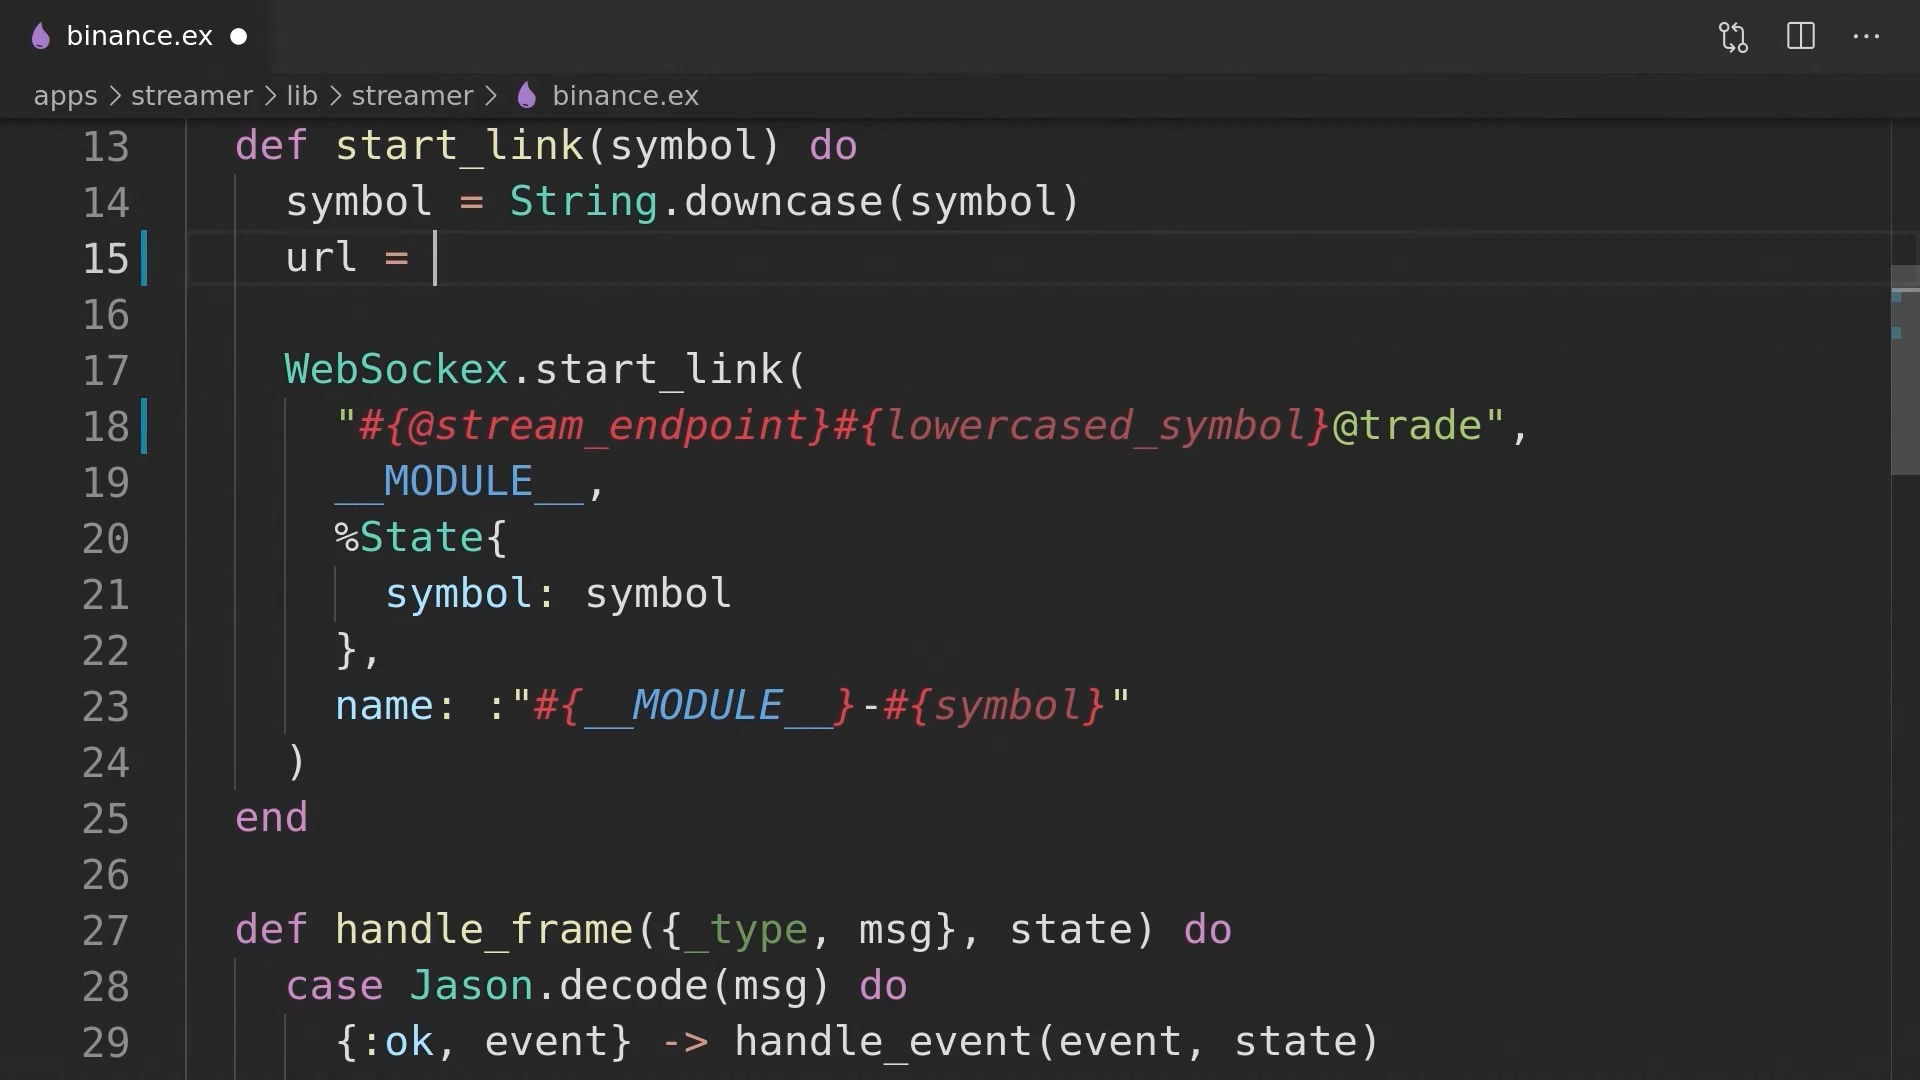 binance.ex
apps > streamer > lib > streamer > binance.ex
13 def start_link(symbol) do
14 symbol = String.downcase(symbol)
15 url =
16
17 WebSockex.start_link(
18 "#{@stream_endpoint}#{lowercased_symbol}@trade",
19 __MODULE__,
20 %State{
21 symbol: symbol
22 },
23 name: :"#{__MODULE__}-#{symbol}"
24 )
25 end
26
27 def handle_frame({_type, msg}, state) do
28 case Jason.decode(msg) do
29 {:ok, event} -> handle_event(event, state)